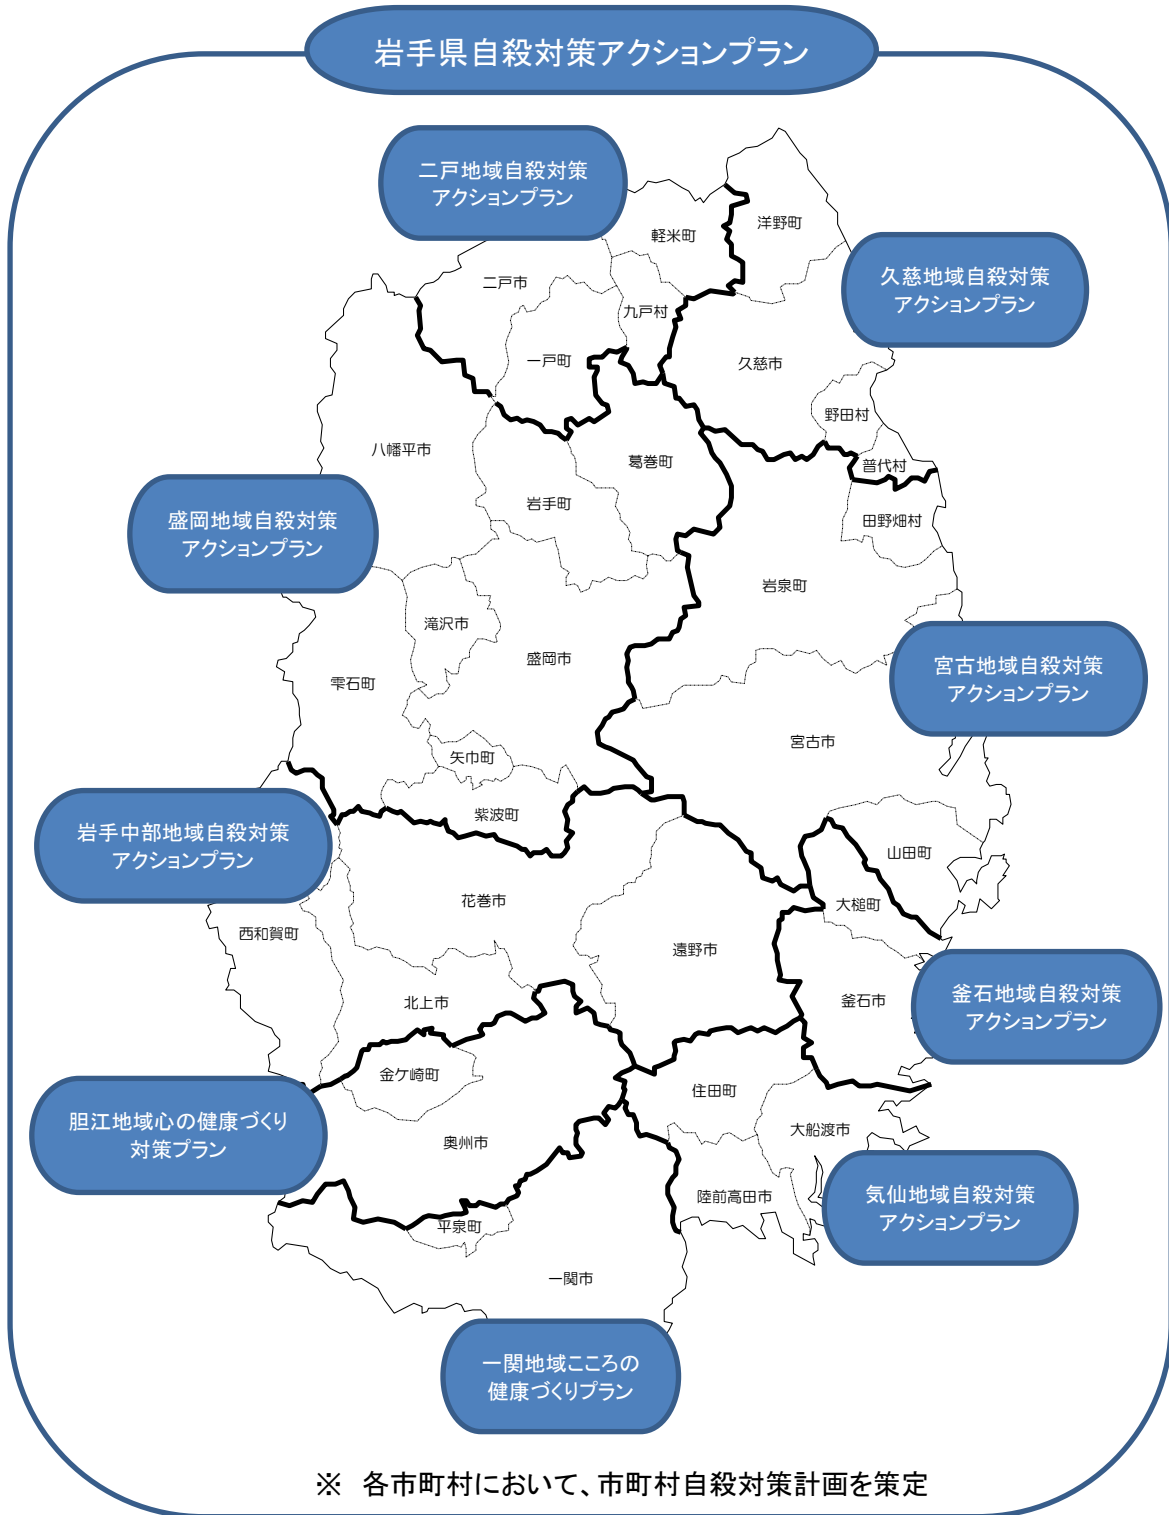 岩手県自殺対策アクションプラン
二戸地域自殺対策
アクションプラン
軽米町
洋野町
久慈地域自殺対策
アクションプラン
二戸市
九戸村
一戸町
久慈市
野田村
八幡平市
葛巻町
普代村
岩手町
田野畑村
盛岡地域自殺対策
アクションプラン
岩泉町
滝沢市
盛岡市
宮古地域自殺対策
アクションプラン
雫石町
宮古市
矢巾町
紫波町
岩手中部地域自殺対策
アクションプラン
山田町
花巻市
大槌町
西和賀町
遠野市
北上市
釜石市
釜石地域自殺対策
アクションプラン
金ケ崎町
住田町
胆江地域心の健康づくり
対策プラン
奥州市
大船渡市
陸前高田市
気仙地域自殺対策
アクションプラン
平泉町
一関市
一関地域こころの
健康づくりプラン
※ 各市町村において、市町村自殺対策計画を策定